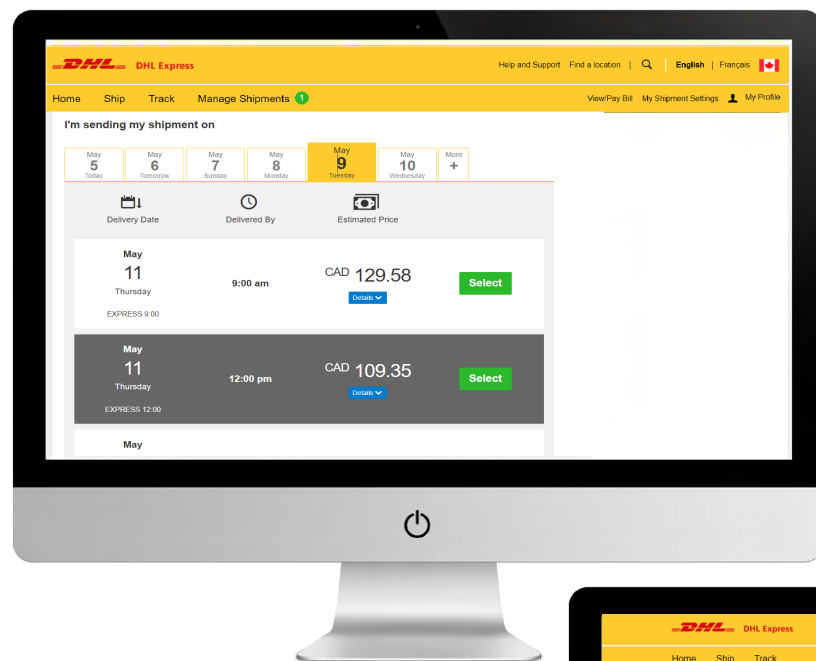 DHL DHL Express Help and Support Find a location | English | Français
Home Ship Track Manage Shipments 1 View/Pay Bill My Shipment Settings My Profile
I'm sending my shipment on
May May May May May May More
5 6 7 8 9 10 +
Today Tomorrow Sunday Monday Tuesday Wednesday
Delivery Date Delivered By Estimated Price
May
11 9:00 am CAD 129.58 Select
Thursday Details
EXPRESS 9:00
May
11 12:00 pm CAD 109.35 Select
Thursday Details
EXPRESS 12:00
May
DHL DHL Express
Home Ship Track